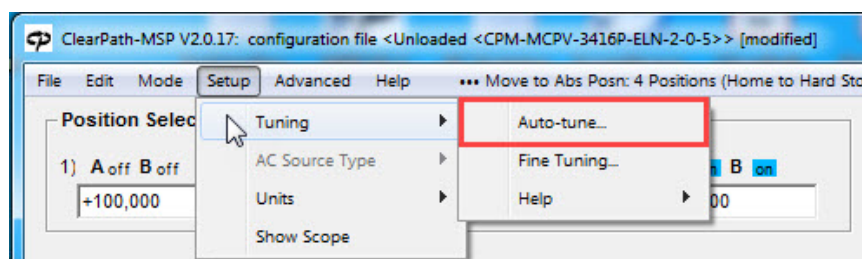 ClearPath-MSP V2.0.17: configuration file <Unloaded <CPM-MCPV-3416P-ELN-2-0-5>> [modified]
File Edit Mode Setup Advanced Help ••• Move to Abs Posn: 4 Positions (Home to Hard Sto
Position Selec
Tuning Auto-tune...
1) A off B off AC Source Type Fine Tuning... B on
+100,000 Units Help 00
Show Scope